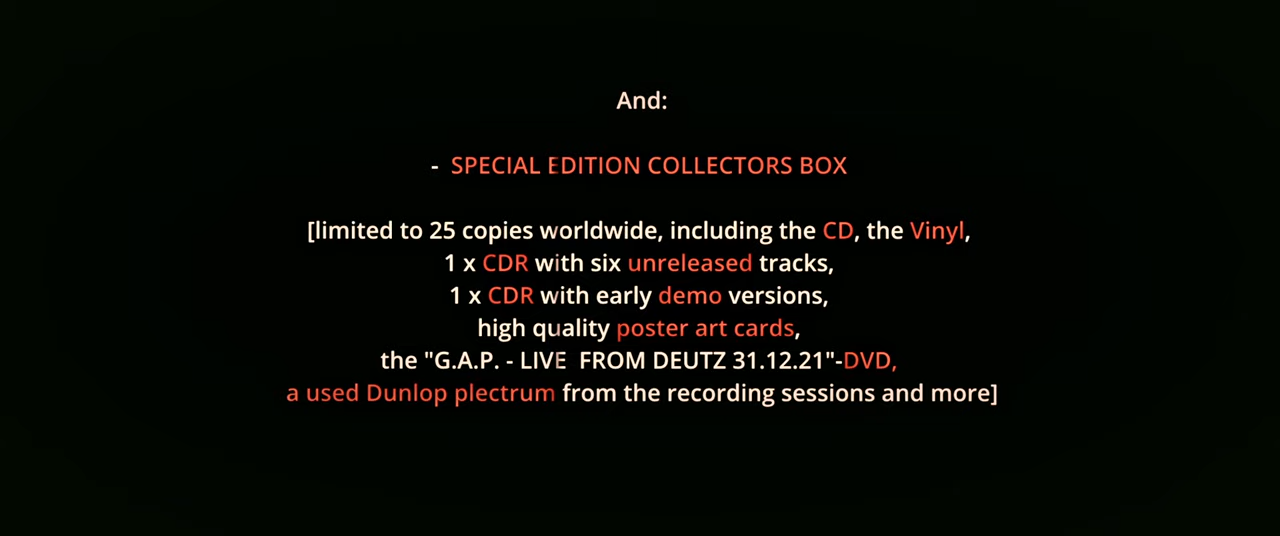 And:
- SPECIAL EDITION COLLECTORS BOX
[limited to 25 copies worldwide, including the CD, the Vinyl,
1 x CDR with six unreleased tracks,
1 x CDR with early demo versions,
high quality poster art cards,
the "G.A.P. - LIVE FROM DEUTZ 31.12.21"-DVD,
a used Dunlop plectrum from the recording sessions and more]